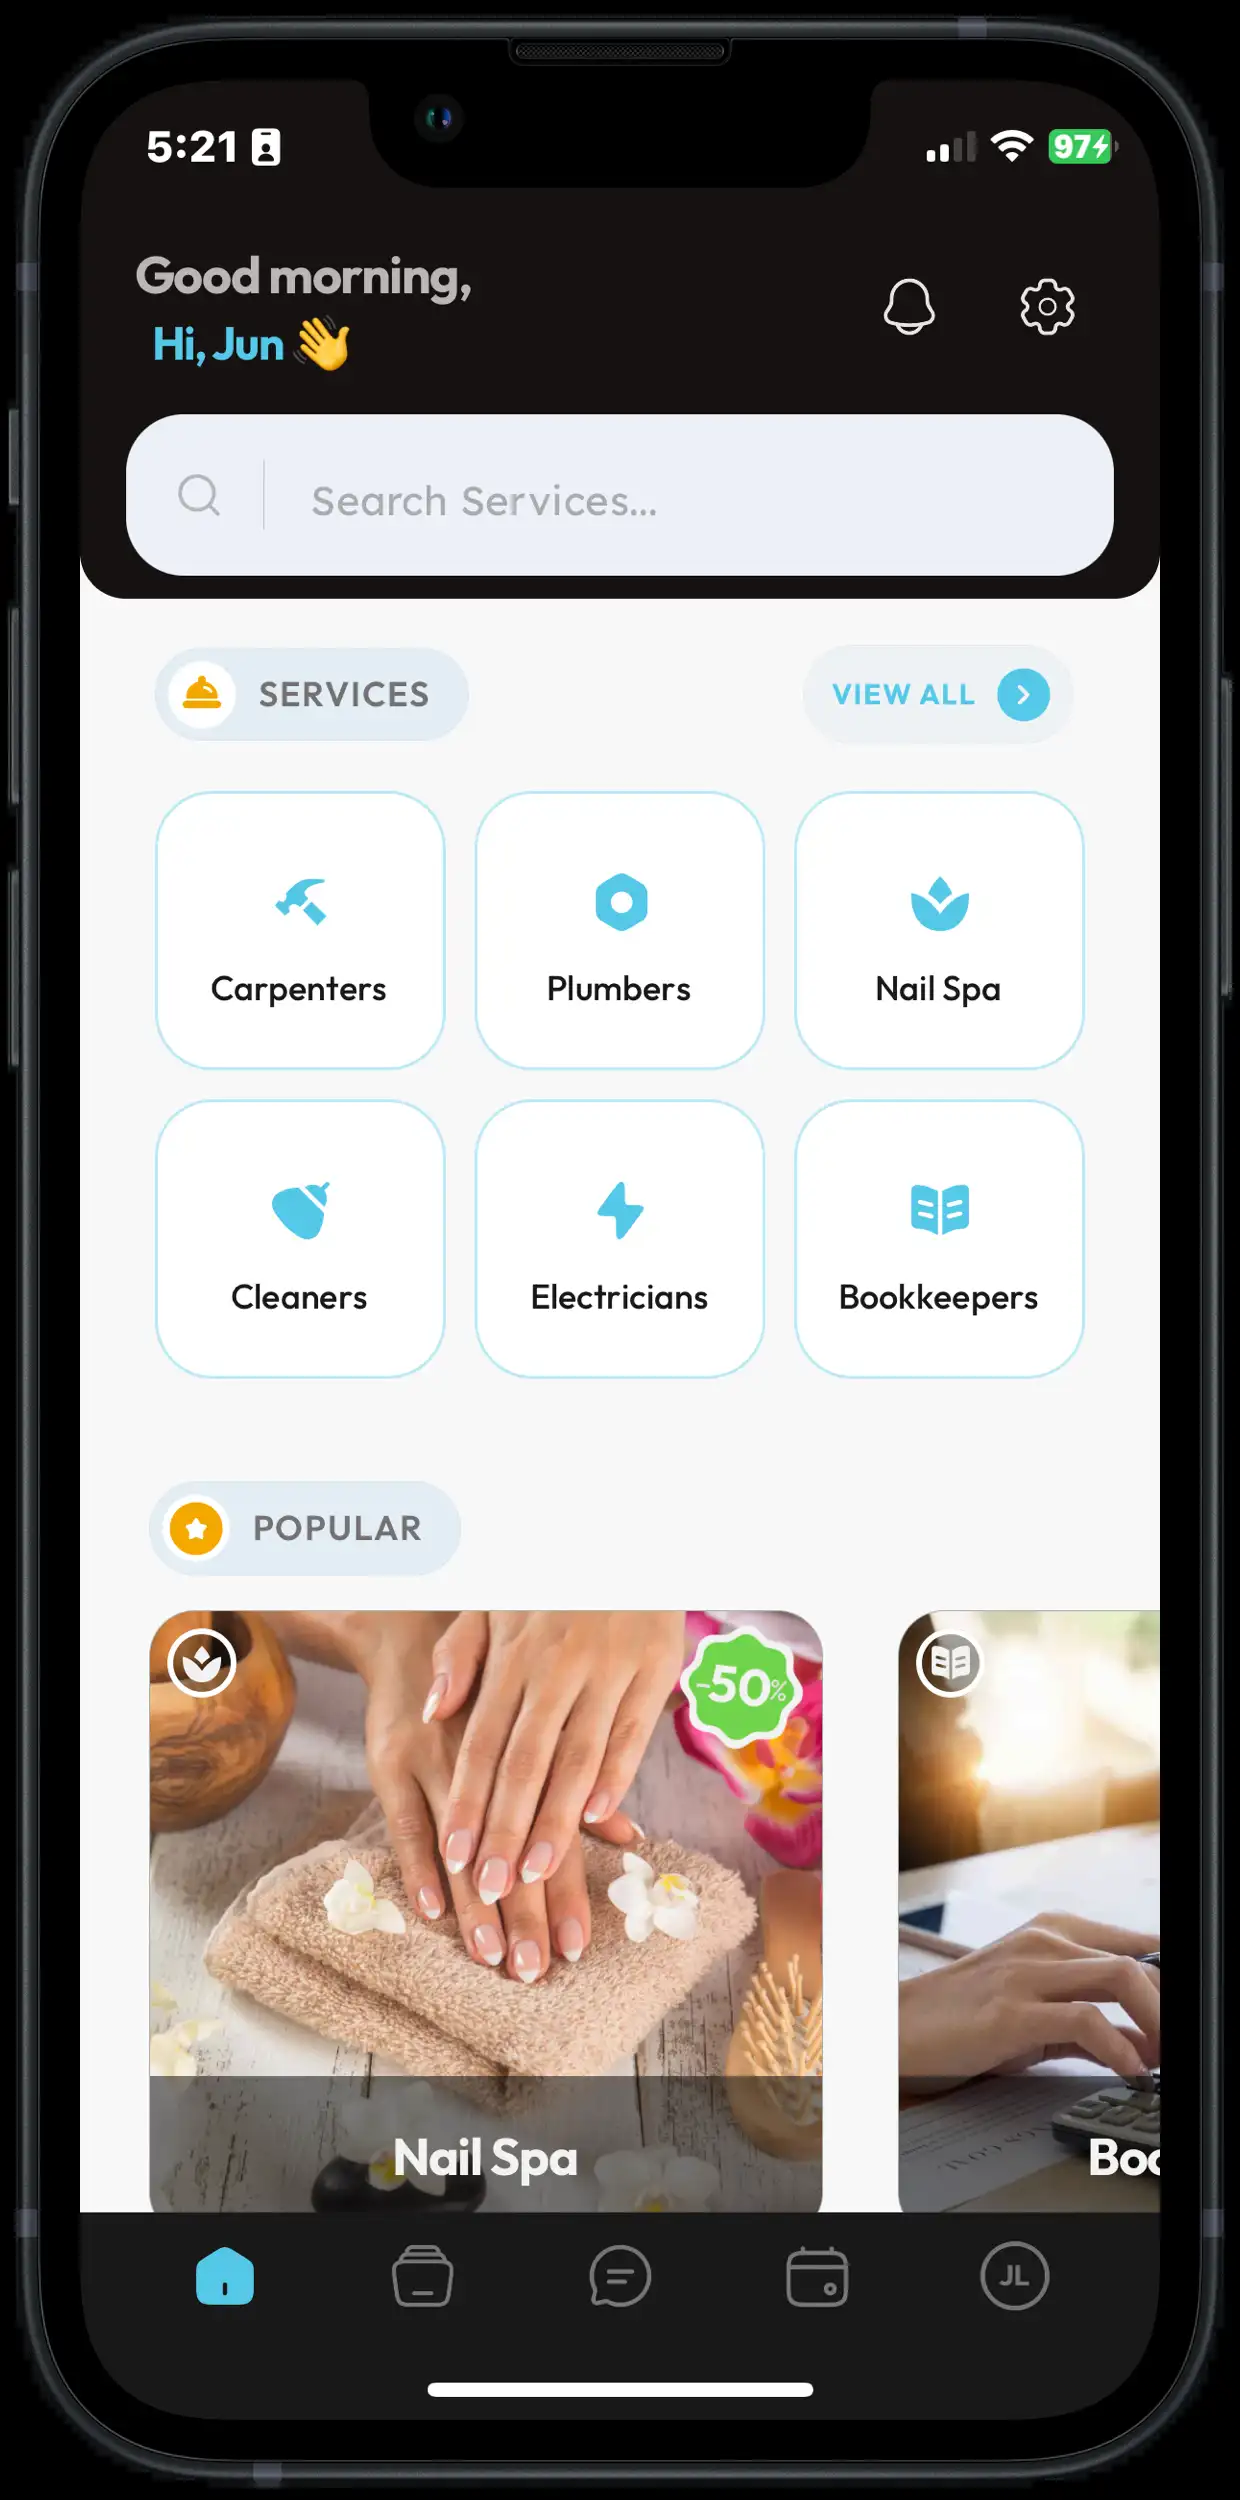 5:21
97
Good morning,
Hi, Jun 👋
Search Services...
SERVICES
VIEW ALL
Carpenters
Plumbers
Nail Spa
Cleaners
Electricians
Bookkeepers
POPULAR
-50%
Nail Spa
Boo
JL